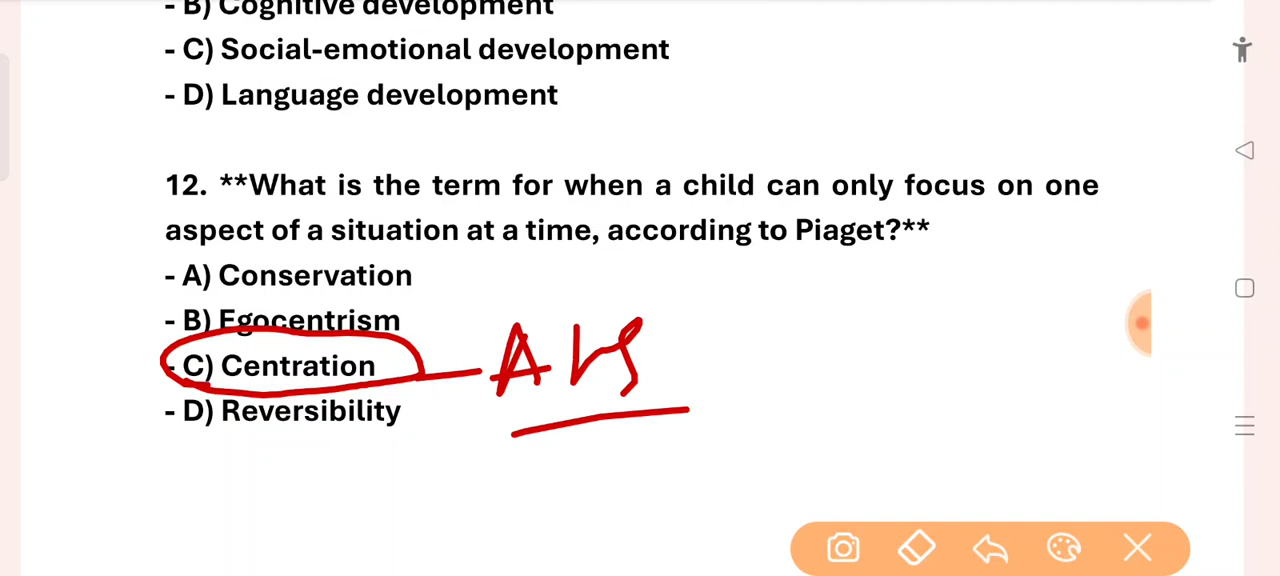 - B) Cognitive development
- C) Social-emotional development
- D) Language development
12. **What is the term for when a child can only focus on one
aspect of a situation at a time, according to Piaget?**
- A) Conservation
- B) Egocentrism
- C) Centration
Ans
- D) Reversibility